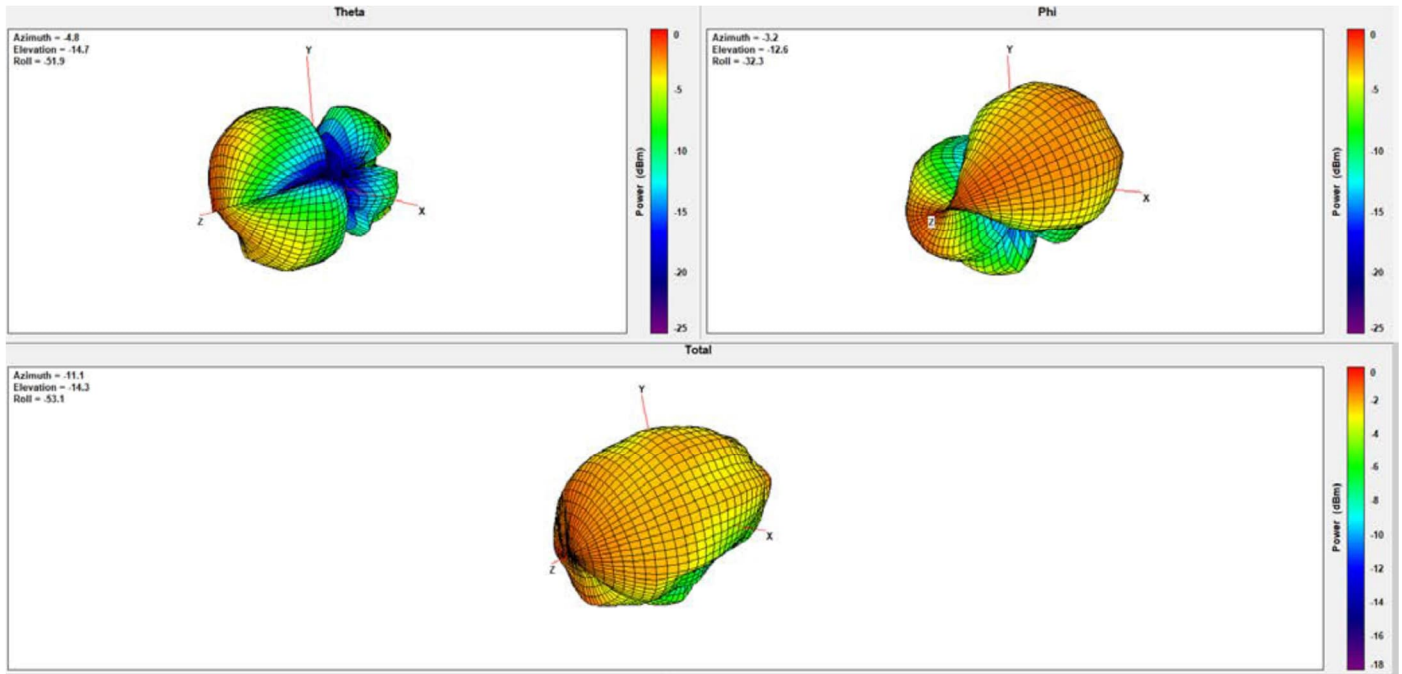 Theta
Azimuth = -4.8
Elevation = -14.7
Roll = -51.9
Y
X
Z
0
-5
-10
-15
-20
-25
Power (dBm)
Phi
Azimuth = -3.2
Elevation = -12.6
Roll = -32.3
Y
X
Z
0
-5
-10
-15
-20
-25
Power (dBm)
Total
Azimuth = -11.1
Elevation = -14.3
Roll = -53.1
Y
X
Z
0
-2
-4
-6
-8
-10
-12
-14
-16
-18
Power (dBm)